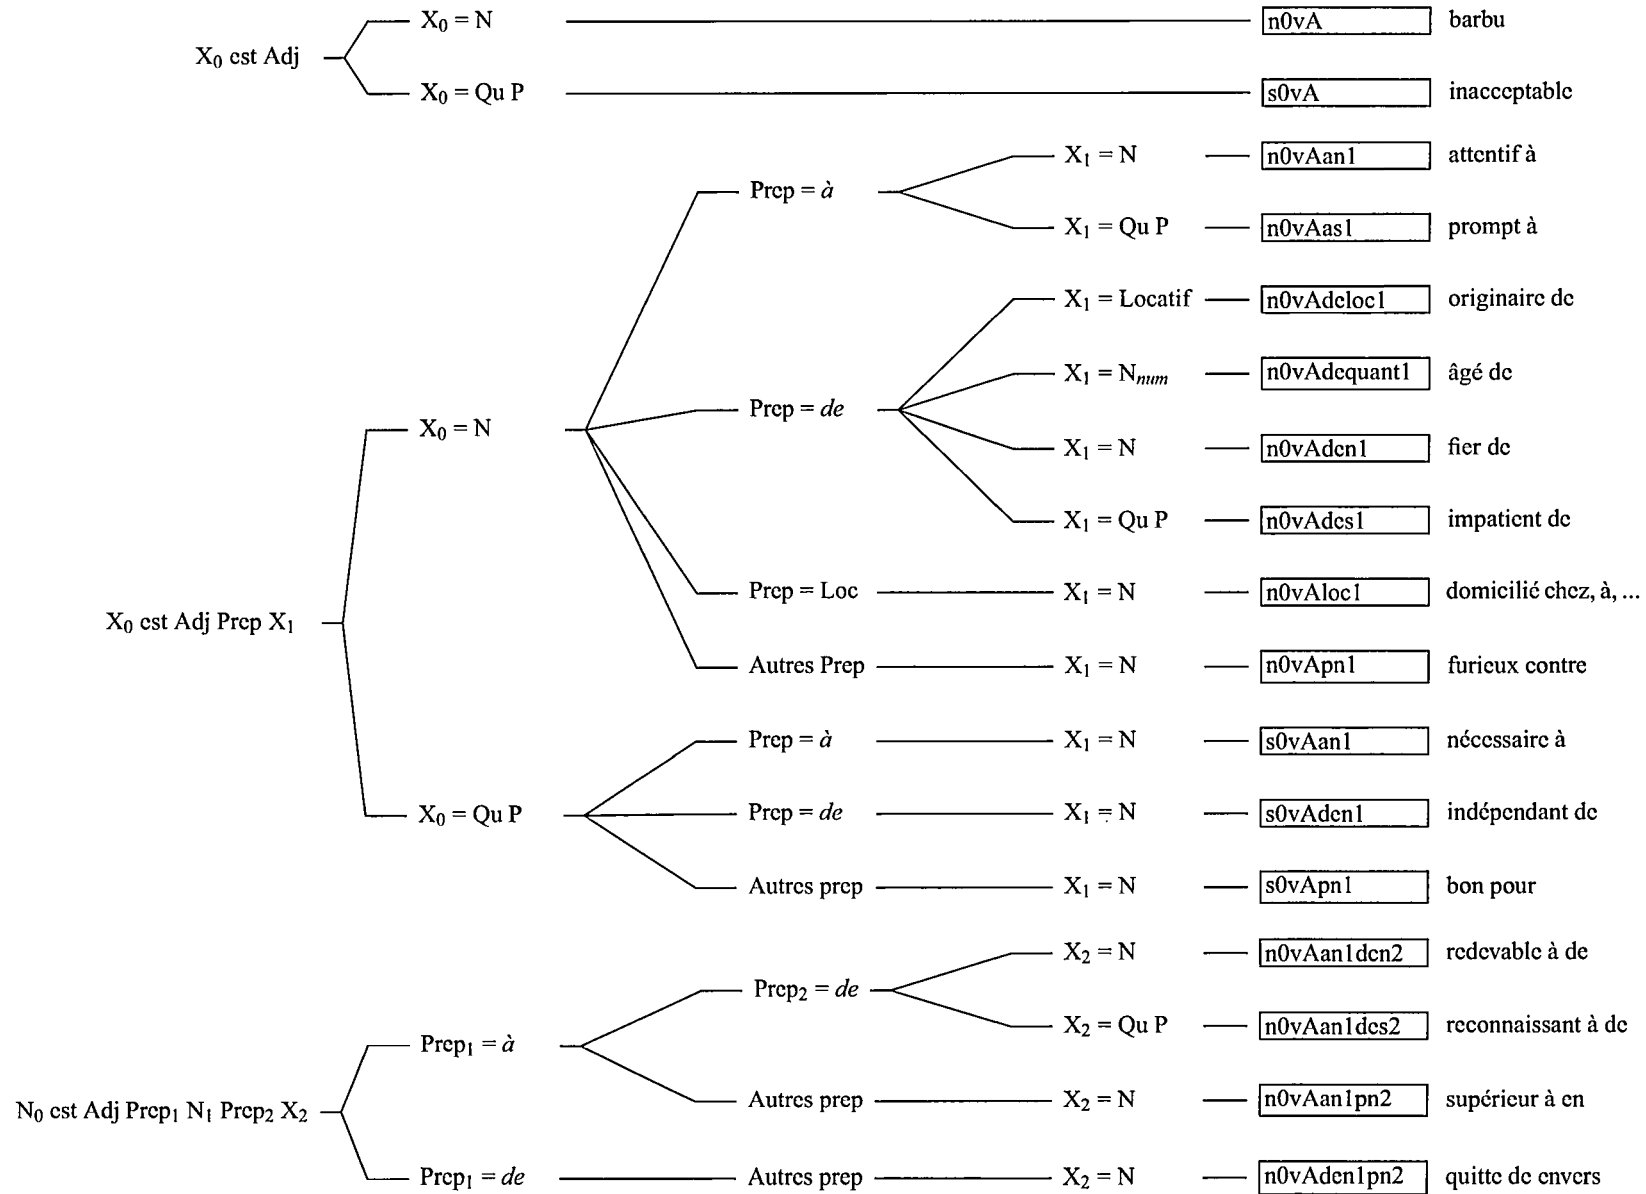 X0 = N n0vA barbu
X0 est Adj
X0 = Qu P s0vA inacceptable
X1 = N n0vAan1 attentif à
Prep = à
X1 = Qu P n0vAas1 prompt à
X1 = Locatif n0vAdeloc1 originaire de
X1 = Nnum n0vAdequant1 âgé de
Prep = de
X0 = N X1 = N n0vAden1 fier de
X1 = Qu P n0vAdes1 impatient de
Prep = Loc X1 = N n0vAloc1 domicilié chez, à, ...
X0 est Adj Prep X1
Autres Prep X1 = N n0vApn1 furieux contre
Prep = à X1 = N s0vAan1 nécessaire à
X0 = Qu P Prep = de X1 = N s0vAden1 indépendant de
Autres prep X1 = N s0vApn1 bon pour
X2 = N n0vAan1den2 redevable à de
Prep2 = de
X2 = Qu P n0vAan1des2 reconnaissant à de
Prep1 = à
Autres prep X2 = N n0vAan1pn2 supérieur à en
N0 est Adj Prep1 N1 Prep2 X2
Prep1 = de Autres prep X2 = N n0vAden1pn2 quitte de envers